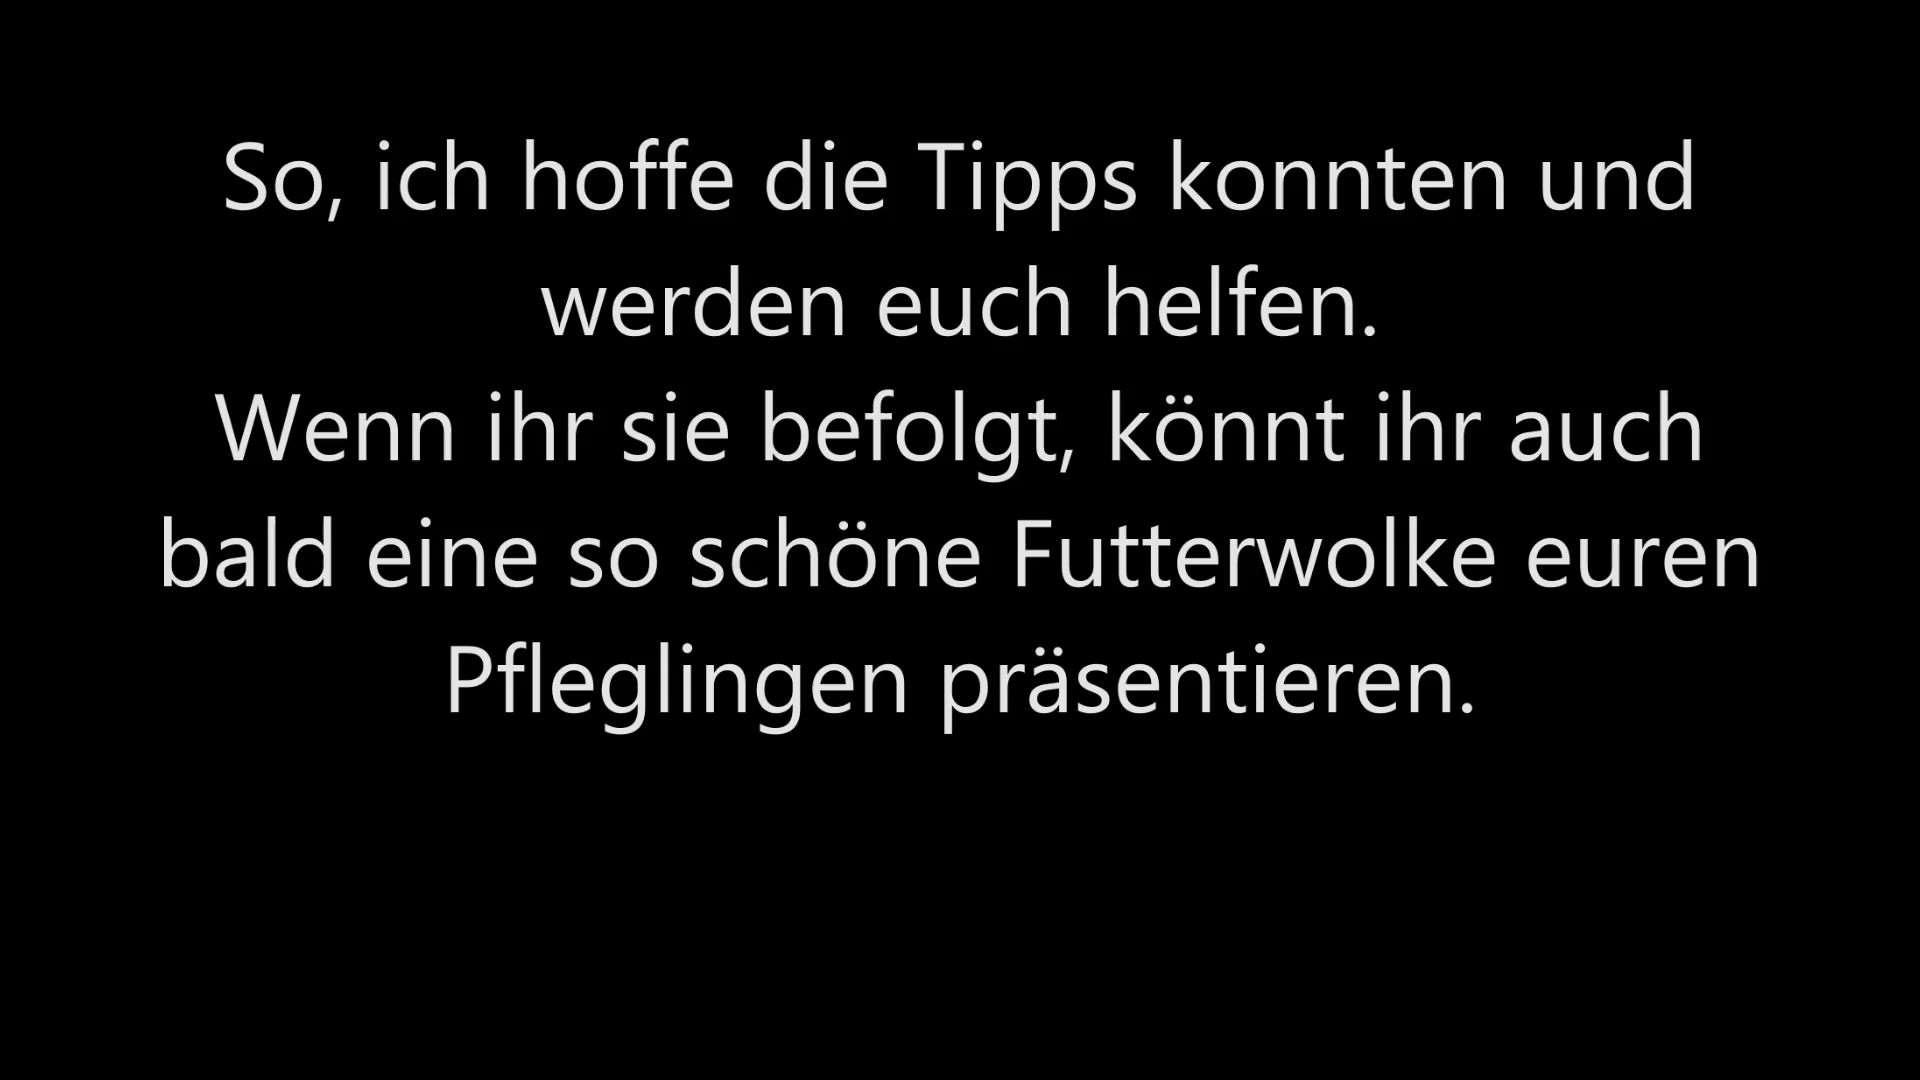 So, ich hoffe die Tipps konnten und
werden euch helfen.
Wenn ihr sie befolgt, könnt ihr auch
bald eine so schöne Futterwolke euren
Pfleglingen präsentieren.